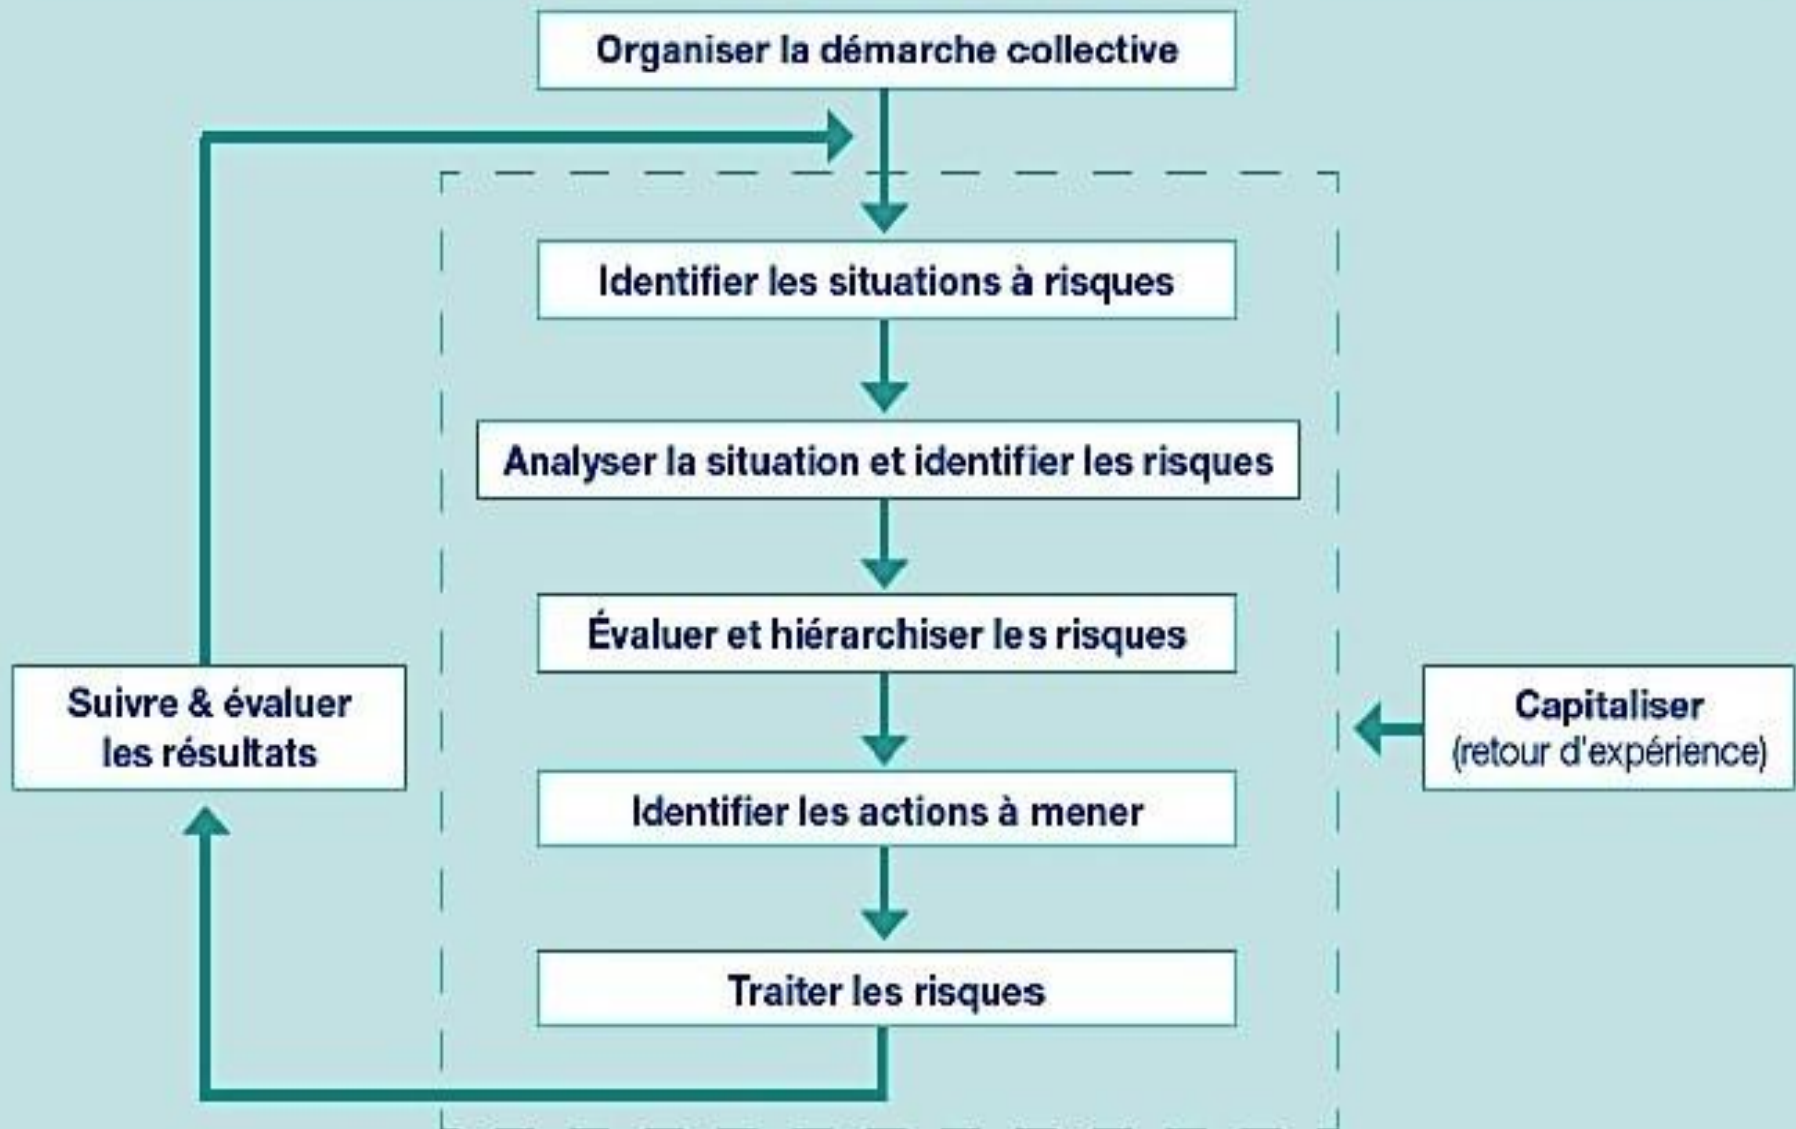 Organiser la démarche collective
Identifier les situations à risques
Analyser la situation et identifier les risques
Évaluer et hiérarchiser les risques
Suivre & évaluer
les résultats
Capitaliser
(retour d'expérience)
Identifier les actions à mener
Traiter les risques